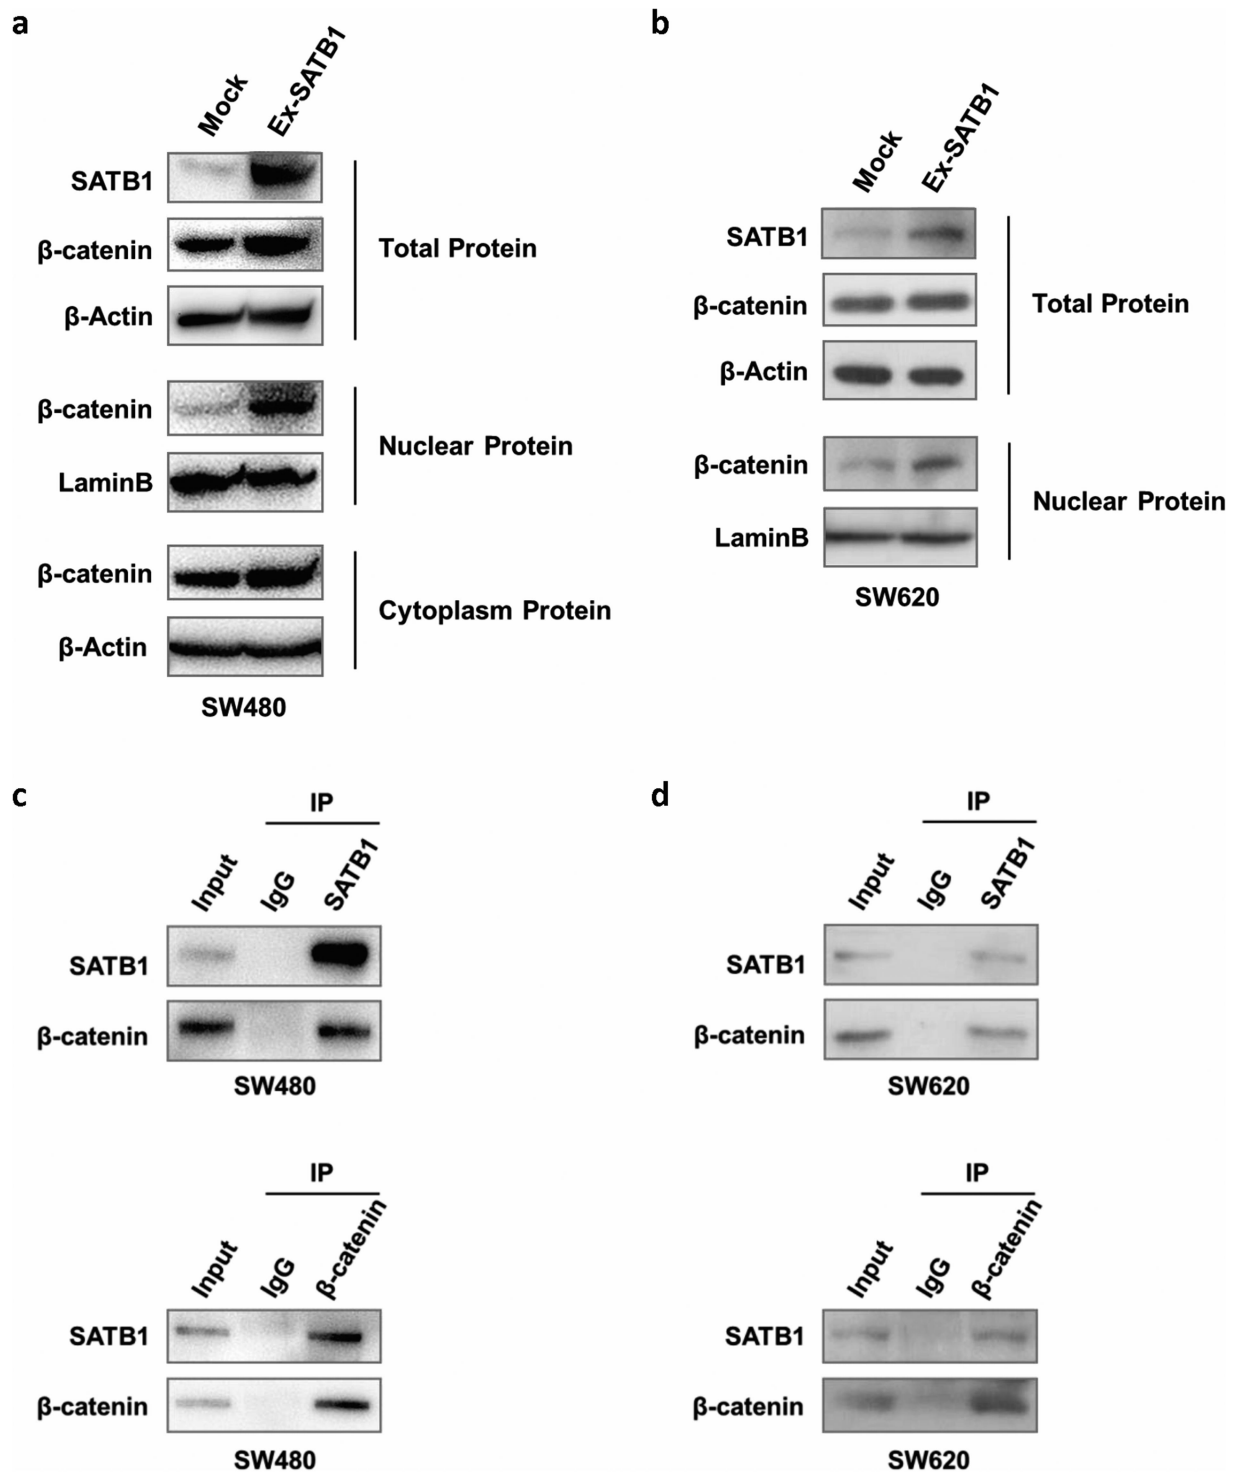 a
Mock
Ex-SATB1
SATB1
β-catenin
β-Actin
Total Protein
β-catenin
LaminB
Nuclear Protein
β-catenin
β-Actin
Cytoplasm Protein
SW480
b
Mock
Ex-SATB1
SATB1
β-catenin
β-Actin
Total Protein
β-catenin
LaminB
Nuclear Protein
SW620
c
IP
Input
IgG
SATB1
SATB1
β-catenin
SW480
IP
Input
IgG
β-catenin
SATB1
β-catenin
SW480
d
IP
Input
IgG
SATB1
SATB1
β-catenin
SW620
IP
Input
IgG
β-catenin
SATB1
β-catenin
SW620